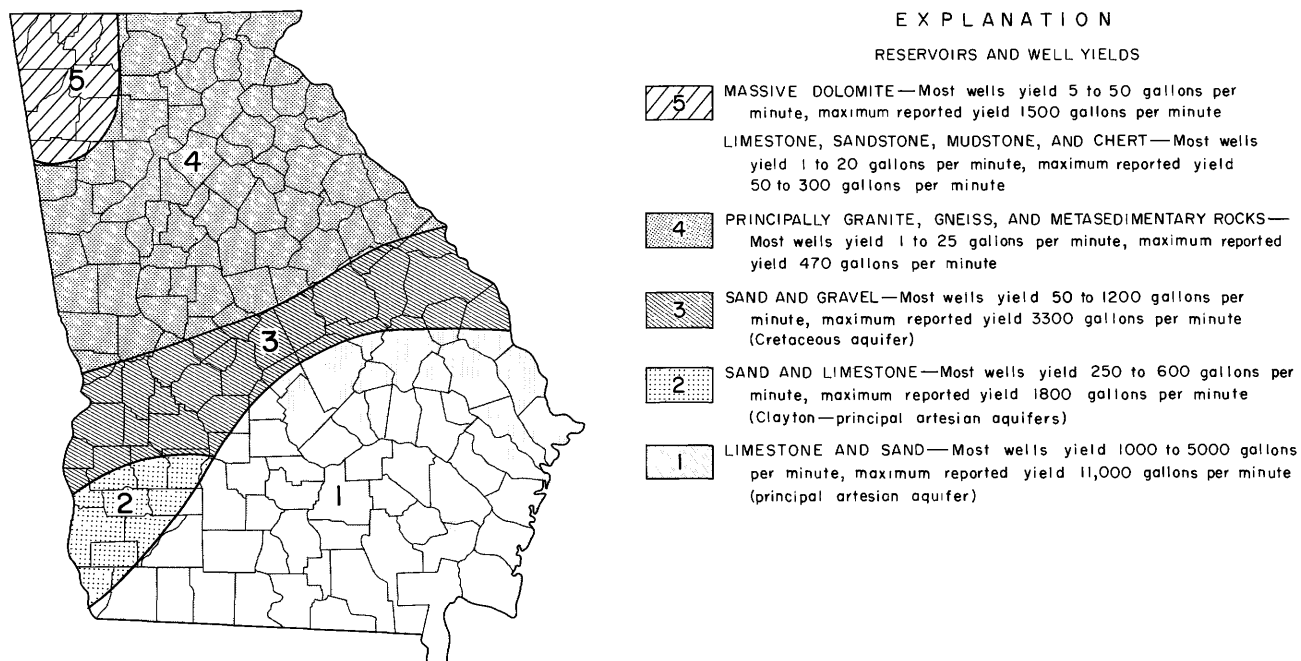 EXPLANATION
RESERVOIRS AND WELL YIELDS
5
MASSIVE DOLOMITE—Most wells yield 5 to 50 gallons per
minute, maximum reported yield 1500 gallons per minute
LIMESTONE, SANDSTONE, MUDSTONE, AND CHERT—Most wells
yield 1 to 20 gallons per minute, maximum reported yield
50 to 300 gallons per minute
4
PRINCIPALLY GRANITE, GNEISS, AND METASEDIMENTARY ROCKS—
Most wells yield 1 to 25 gallons per minute, maximum reported
yield 470 gallons per minute
3
SAND AND GRAVEL—Most wells yield 50 to 1200 gallons per
minute, maximum reported yield 3300 gallons per minute
(Cretaceous aquifer)
2
SAND AND LIMESTONE—Most wells yield 250 to 600 gallons per
minute, maximum reported yield 1800 gallons per minute
(Clayton—principal artesian aquifers)
1
LIMESTONE AND SAND—Most wells yield 1000 to 5000 gallons
per minute, maximum reported yield 11,000 gallons per minute
(principal artesian aquifer)
5
4
3
2
1